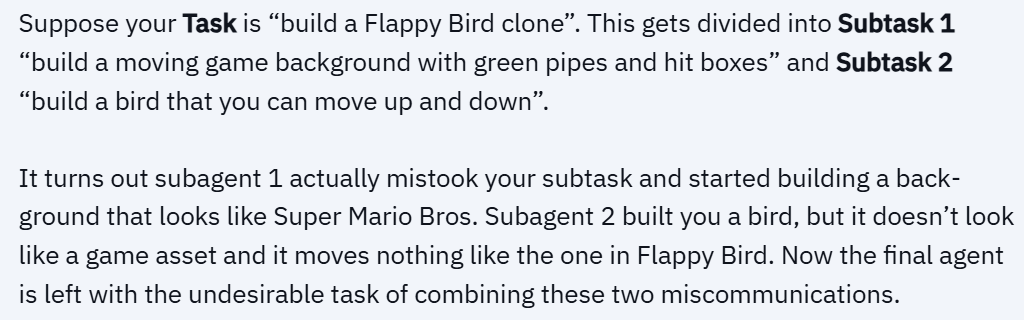 Suppose your Task is “build a Flappy Bird clone”. This gets divided into Subtask 1
“build a moving game background with green pipes and hit boxes” and Subtask 2
“build a bird that you can move up and down”.
It turns out subagent 1 actually mistook your subtask and started building a back-
ground that looks like Super Mario Bros. Subagent 2 built you a bird, but it doesn’t look
like a game asset and it moves nothing like the one in Flappy Bird. Now the final agent
is left with the undesirable task of combining these two miscommunications.